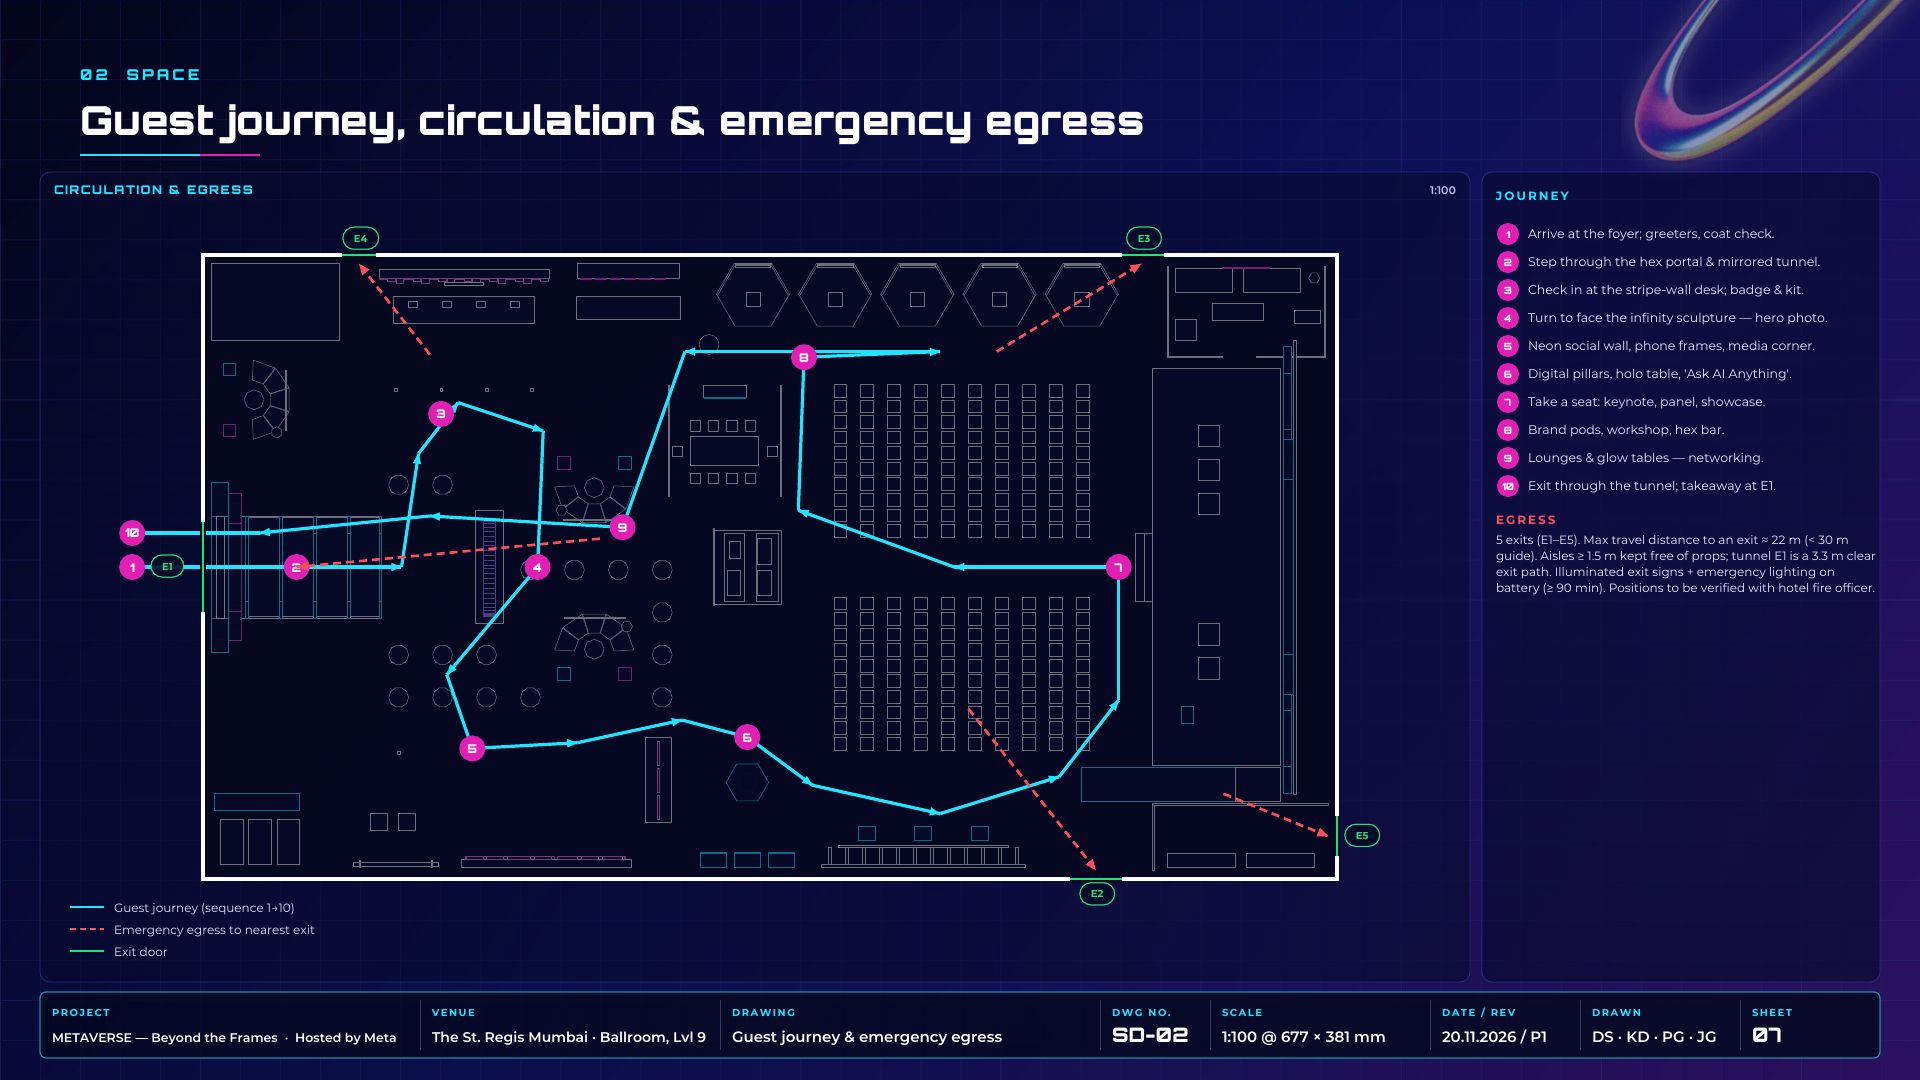 02 SPACE
Guest journey, circulation & emergency egress
CIRCULATION & EGRESS
1:100
E4
E3
8
3
9
10
1
E1
2
4
7
6
5
E5
E2
Guest journey (sequence 1→10)
Emergency egress to nearest exit
Exit door
JOURNEY
1 Arrive at the foyer; greeters, coat check.
2 Step through the hex portal & mirrored tunnel.
3 Check in at the stripe-wall desk; badge & kit.
4 Turn to face the infinity sculpture — hero photo.
5 Neon social wall, phone frames, media corner.
6 Digital pillars, holo table, 'Ask AI Anything'.
7 Take a seat: keynote, panel, showcase.
8 Brand pods, workshop, hex bar.
9 Lounges & glow tables — networking.
10 Exit through the tunnel; takeaway at E1.
EGRESS
5 exits (E1–E5). Max travel distance to an exit ≈ 22 m (< 30 m
guide). Aisles ≥ 1.5 m kept free of props; tunnel E1 is a 3.3 m clear
exit path. Illuminated exit signs + emergency lighting on
battery (≥ 90 min). Positions to be verified with hotel fire officer.
PROJECT
METAVERSE — Beyond the Frames · Hosted by Meta
VENUE
The St. Regis Mumbai · Ballroom, Lvl 9
DRAWING
Guest journey & emergency egress
DWG NO.
SD-02
SCALE
1:100 @ 677 × 381 mm
DATE / REV
20.11.2026 / P1
DRAWN
DS · KD · PG · JG
SHEET
07